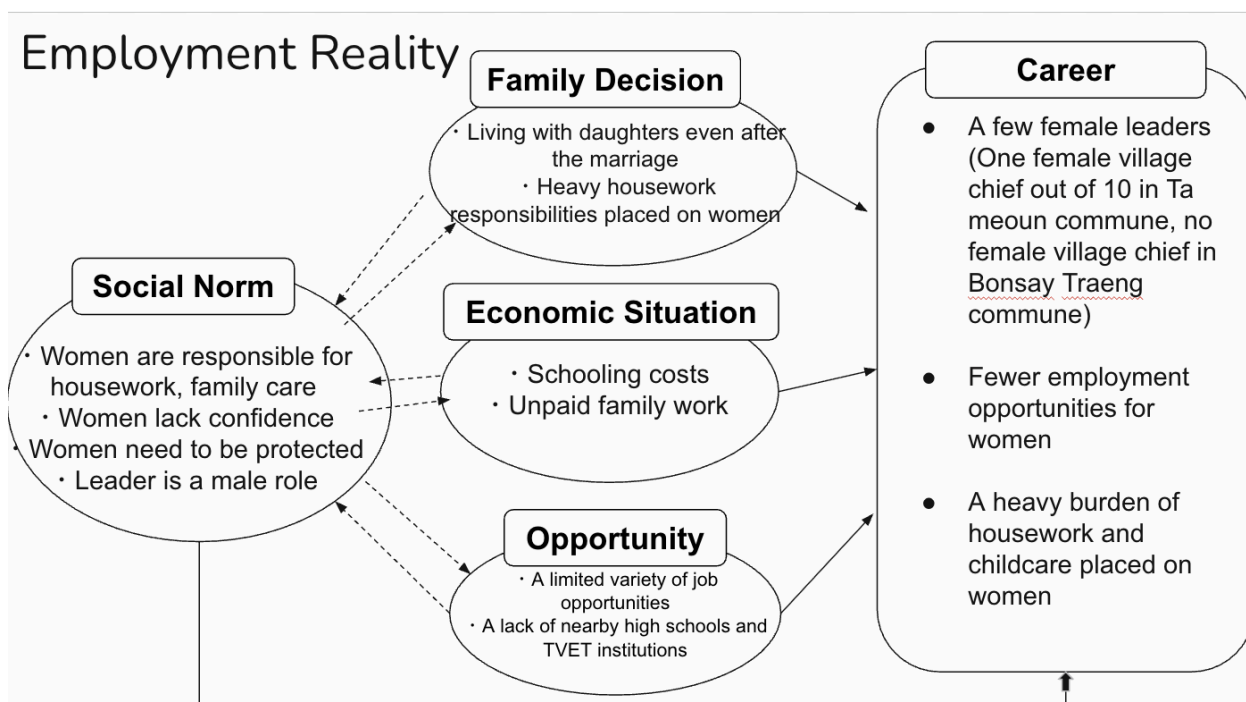 Employment Reality
Family Decision
・Living with daughters even after
the marriage
・Heavy housework
responsibilities placed on women
Social Norm
・Women are responsible for
housework, family care
・Women lack confidence
・Women need to be protected
・Leader is a male role
Economic Situation
・Schooling costs
・Unpaid family work
Opportunity
・A limited variety of job
opportunities
・A lack of nearby high schools and
TVET institutions
Career
● A few female leaders
(One female village
chief out of 10 in Ta
meoun commune, no
female village chief in
Bonsay Traeng
commune)
● Fewer employment
opportunities for
women
● A heavy burden of
housework and
childcare placed on
women